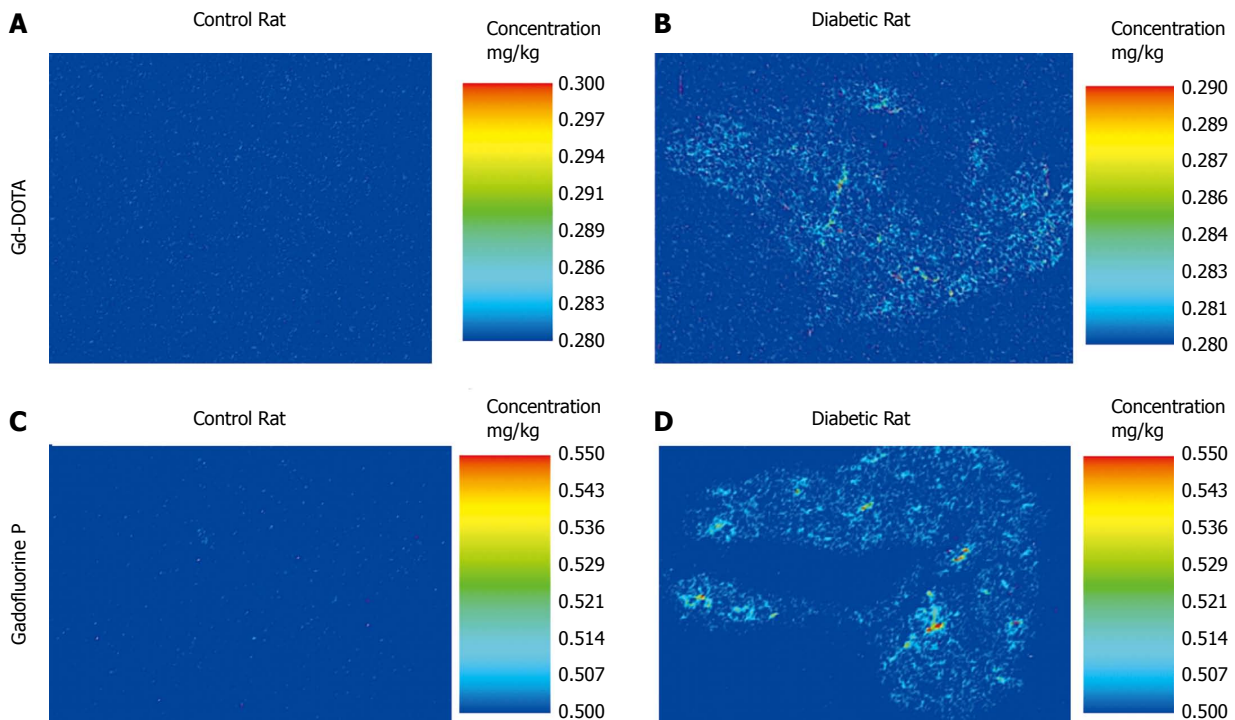 A
Control Rat
Concentration
mg/kg
0.300
0.297
0.294
0.291
0.289
0.286
0.283
0.280
Gd-DOTA
B
Diabetic Rat
Concentration
mg/kg
0.290
0.289
0.287
0.286
0.284
0.283
0.281
0.280
C
Control Rat
Concentration
mg/kg
0.550
0.543
0.536
0.529
0.521
0.514
0.507
0.500
Gadofluorine P
D
Diabetic Rat
Concentration
mg/kg
0.550
0.543
0.536
0.529
0.521
0.514
0.507
0.500